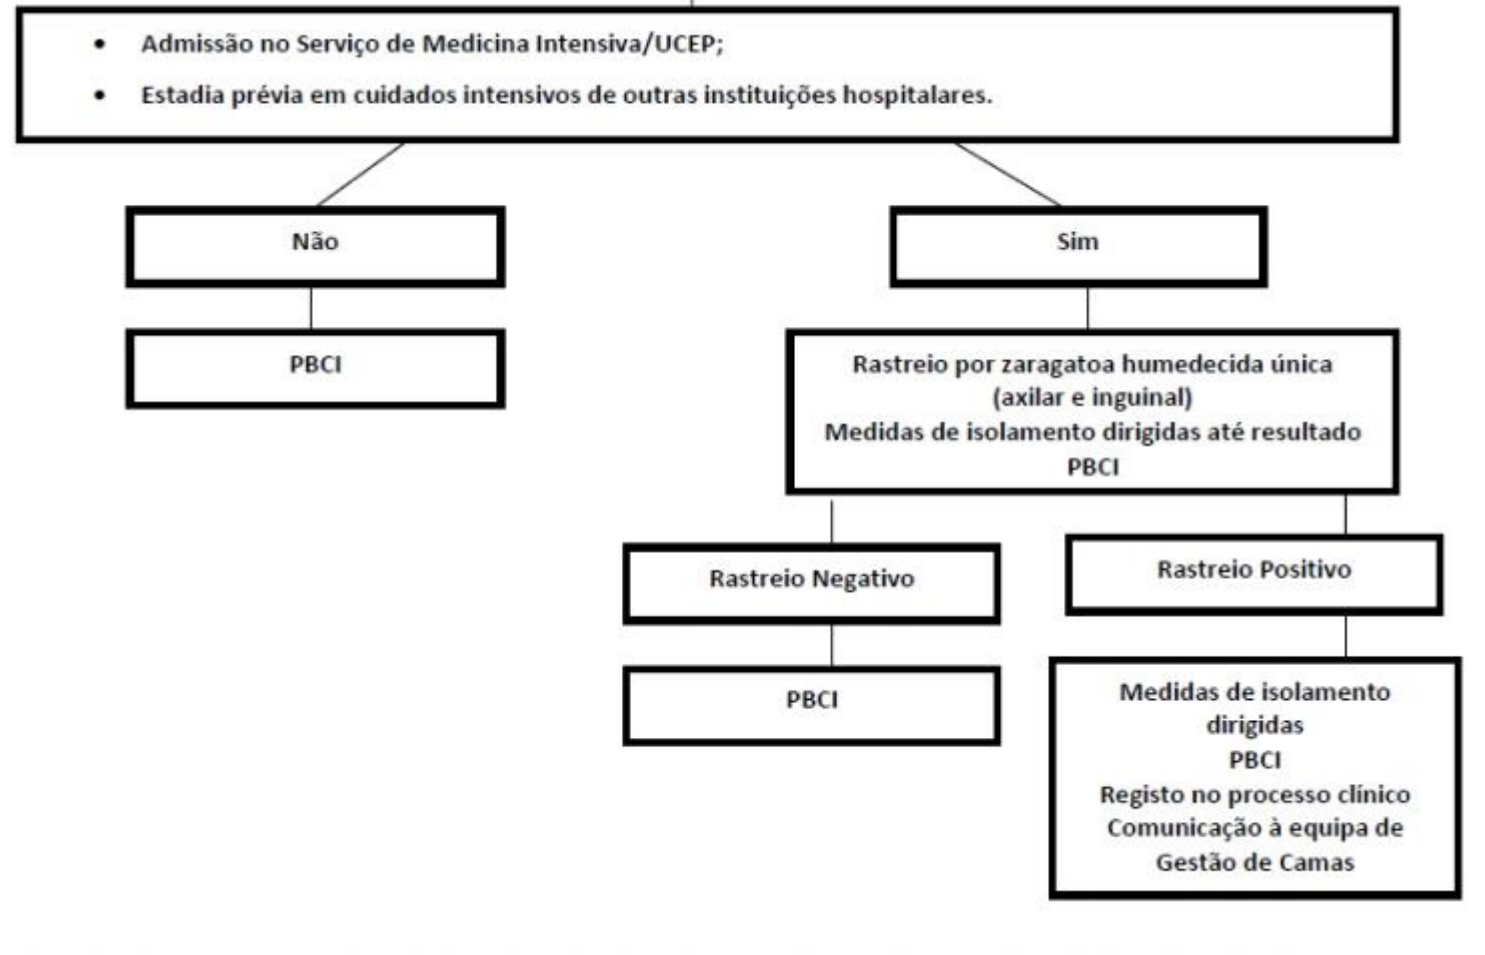 • Admissão no Serviço de Medicina Intensiva/UCEP;
• Estadia prévia em cuidados intensivos de outras instituições hospitalares.
Não
Sim
PBCI
Rastreio por zaragatoa humedecida única
(axilar e inguinal)
Medidas de isolamento dirigidas até resultado
PBCI
Rastreio Negativo
Rastreio Positivo
PBCI
Medidas de isolamento
dirigidas
PBCI
Registo no processo clínico
Comunicação à equipa de
Gestão de Camas